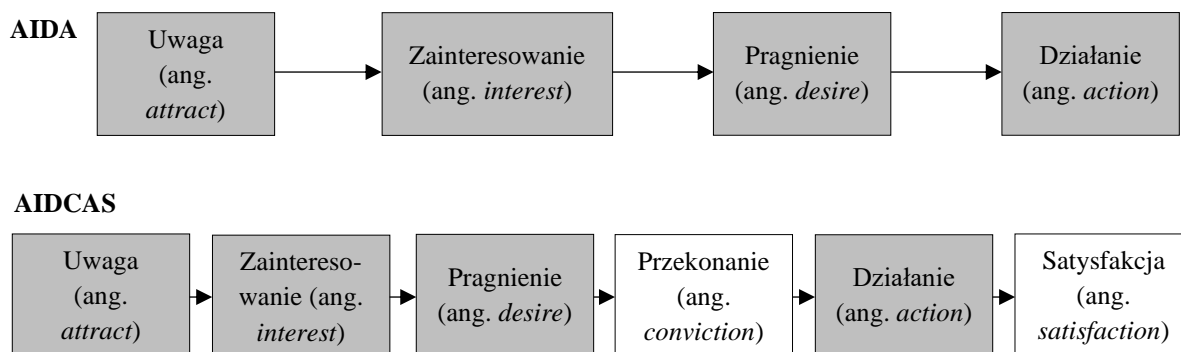 AIDA
Uwaga
(ang.
attract)
Zainteresowanie
(ang. interest)
Pragnienie
(ang. desire)
Działanie
(ang. action)
AIDCAS
Uwaga
(ang.
attract)
Zaintereso-
wanie (ang.
interest)
Pragnienie
(ang. desire)
Przekonanie
(ang.
conviction)
Działanie
(ang. action)
Satysfakcja
(ang.
satisfaction)